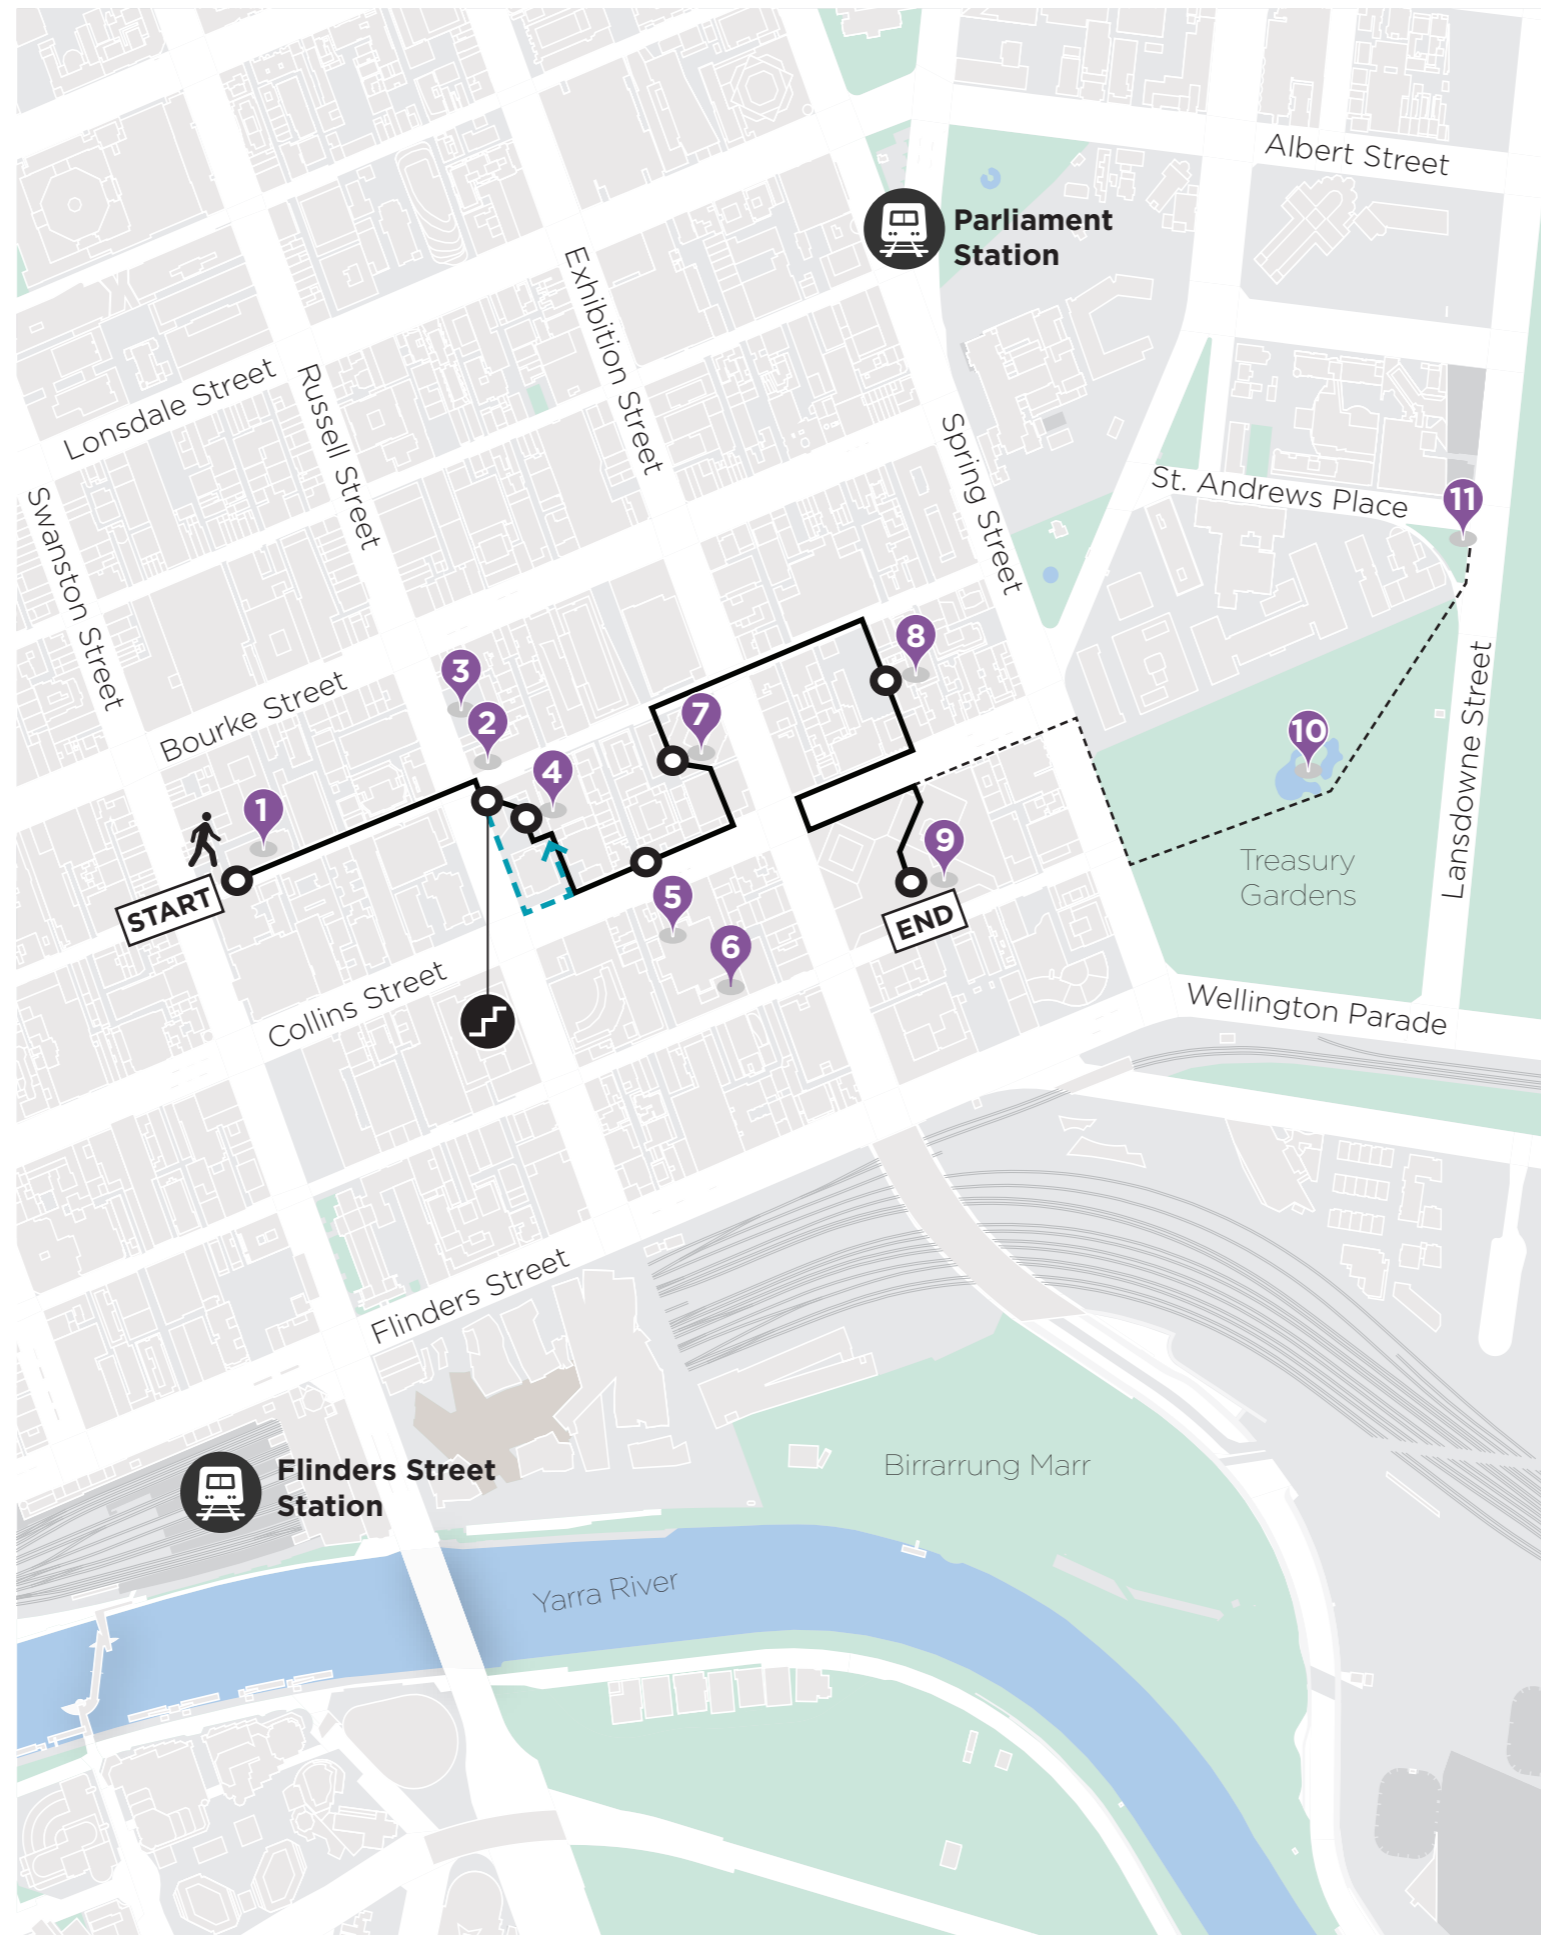 Albert Street
Parliament
Station
Exhibition Street
Lonsdale Street
Russell Street
Spring Street
St. Andrews Place
11
Swanston Street
Bourke Street
3
2
8
7
10
4
1
Lansdowne Street
9
Treasury
Gardens
START
5
END
6
Collins Street
Wellington Parade
Flinders Street
Flinders Street
Station
Birrarrung Marr
Yarra River